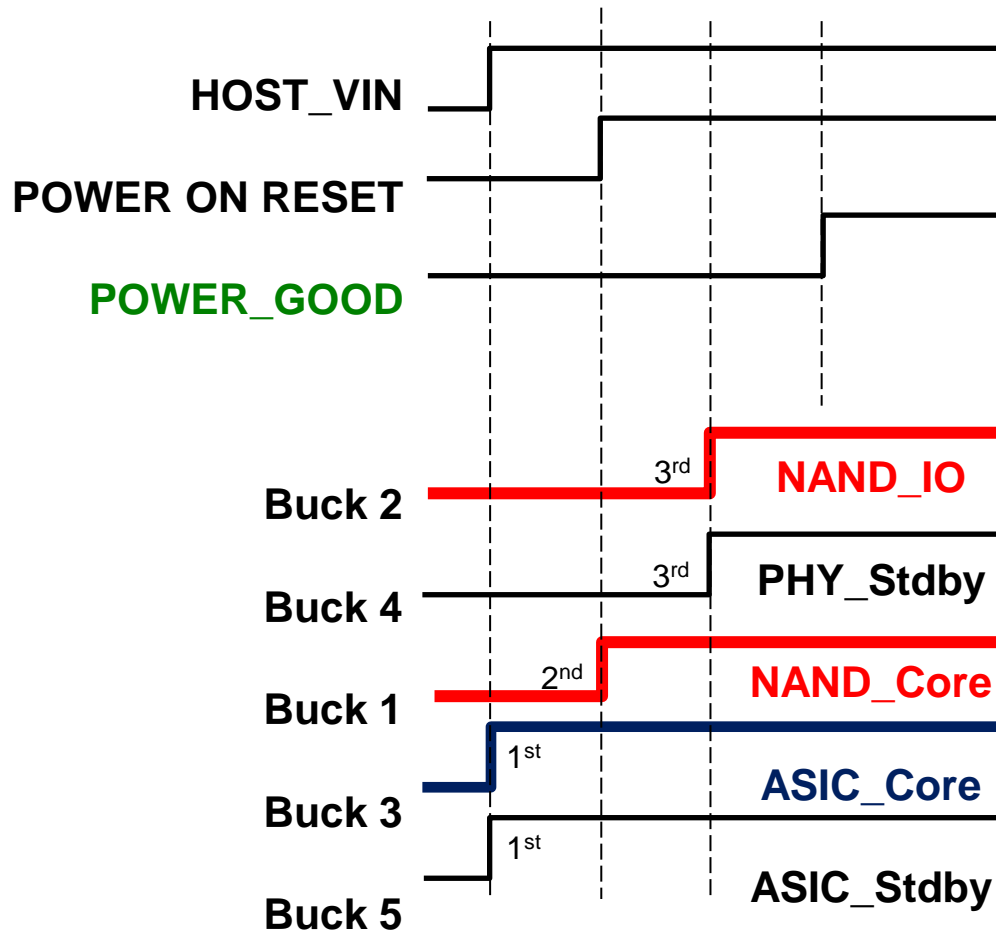 HOST_VIN
POWER ON RESET
POWER_GOOD
3rd
NAND_IO
Buck 2
3rd
PHY_Stdby
Buck 4
2nd
NAND_Core
Buck 1
1st
ASIC_Core
Buck 3
1st
ASIC_Stdby
Buck 5